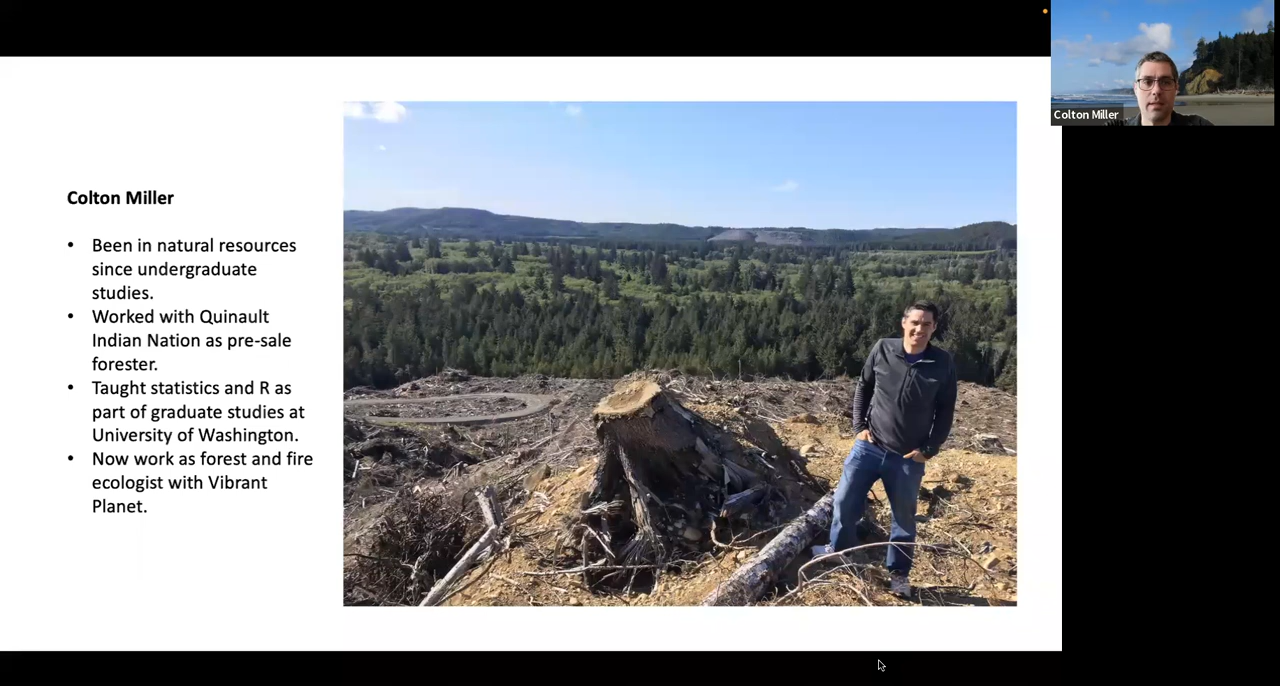 Colton Miller
Colton Miller
• Been in natural resources
since undergraduate
studies.
• Worked with Quinault
Indian Nation as pre-sale
forester.
• Taught statistics and R as
part of graduate studies at
University of Washington.
• Now work as forest and fire
ecologist with Vibrant
Planet.